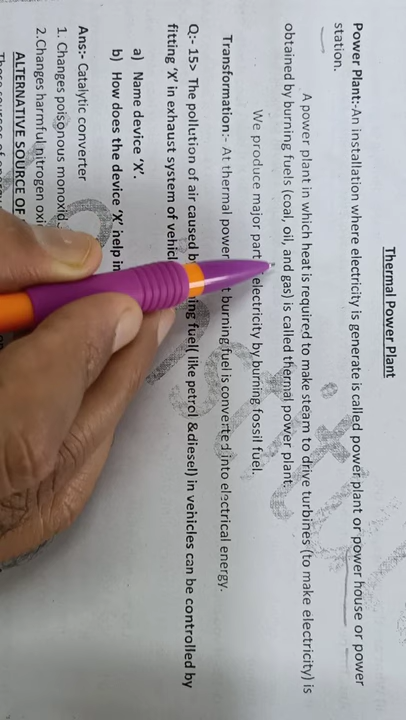 Thermal Power Plant
Power Plant:-An installation where electricity is generate is called power plant or power house or power
station.
A power plant in which heat is required to make steam to drive turbines (to make electricity) is
obtained by burning fuels (coal, oil, and gas) is called thermal power plant.
We produce major part electricity by burning fossil fuel.
Transformation:- At thermal power burning fuel is converted into electrical energy.
Q:- 15> The pollution of air caused fuel( like petrol &diesel) in vehicles can be controlled by
fitting 'X' in exhaust system of
a) Name device 'X'.
b) How does the device 'X' help in
Ans:- Catalytic converter
1. Changes poisonous
2.Changes harmful nitrogen
ALTERNATIVE SOURCE OF